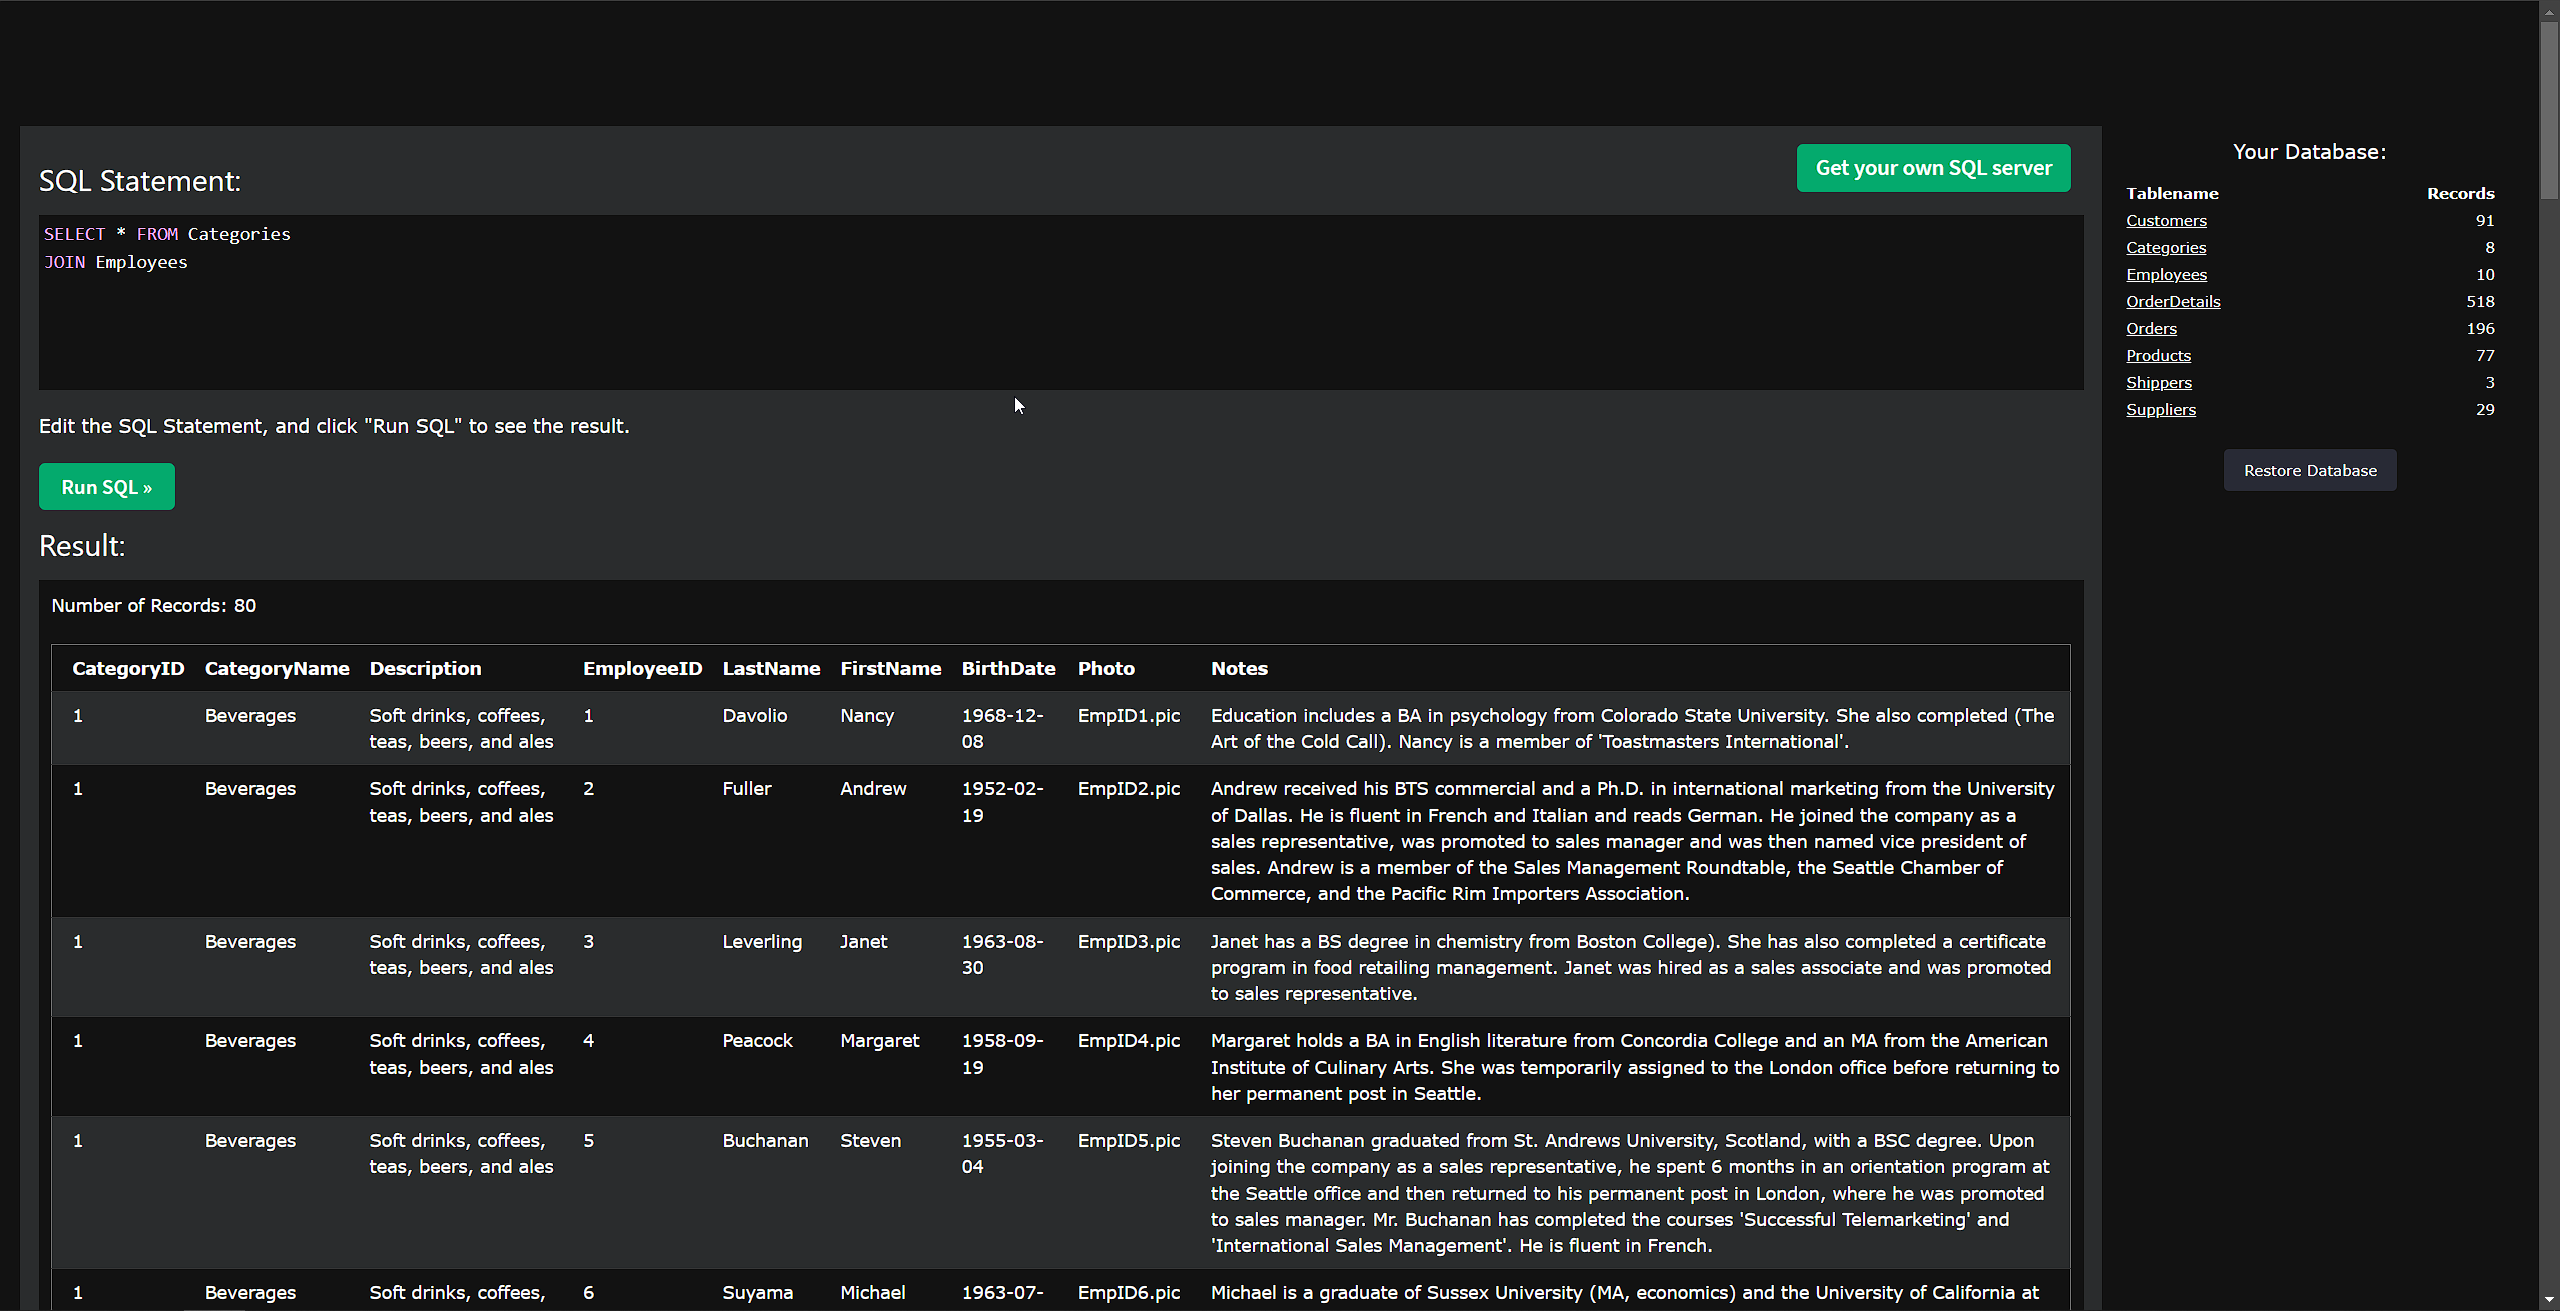 SQL Statement:
Get your own SQL server
SELECT * FROM Categories
JOIN Employees
Edit the SQL Statement, and click "Run SQL" to see the result.
Run SQL »
Result:
Number of Records: 80
CategoryID CategoryName Description EmployeeID LastName FirstName BirthDate Photo Notes
1 Beverages Soft drinks, coffees, 1 Davolio Nancy 1968-12- EmpID1.pic Education includes a BA in psychology from Colorado State University. She also completed (The
teas, beers, and ales 08 Art of the Cold Call). Nancy is a member of 'Toastmasters International'.
1 Beverages Soft drinks, coffees, 2 Fuller Andrew 1952-02- EmpID2.pic Andrew received his BTS commercial and a Ph.D. in international marketing from the University
teas, beers, and ales 19 of Dallas. He is fluent in French and Italian and reads German. He joined the company as a
sales representative, was promoted to sales manager and was then named vice president of
sales. Andrew is a member of the Sales Management Roundtable, the Seattle Chamber of
Commerce, and the Pacific Rim Importers Association.
1 Beverages Soft drinks, coffees, 3 Leverling Janet 1963-08- EmpID3.pic Janet has a BS degree in chemistry from Boston College). She has also completed a certificate
teas, beers, and ales 30 program in food retailing management. Janet was hired as a sales associate and was promoted
to sales representative.
1 Beverages Soft drinks, coffees, 4 Peacock Margaret 1958-09- EmpID4.pic Margaret holds a BA in English literature from Concordia College and an MA from the American
teas, beers, and ales 19 Institute of Culinary Arts. She was temporarily assigned to the London office before returning to
her permanent post in Seattle.
1 Beverages Soft drinks, coffees, 5 Buchanan Steven 1955-03- EmpID5.pic Steven Buchanan graduated from St. Andrews University, Scotland, with a BSC degree. Upon
teas, beers, and ales 04 joining the company as a sales representative, he spent 6 months in an orientation program at
the Seattle office and then returned to his permanent post in London, where he was promoted
to sales manager. Mr. Buchanan has completed the courses 'Successful Telemarketing' and
'International Sales Management'. He is fluent in French.
1 Beverages Soft drinks, coffees, 6 Suyama Michael 1963-07- EmpID6.pic Michael is a graduate of Sussex University (MA, economics) and the University of California at
Your Database:
Tablename Records
Customers 91
Categories 8
Employees 10
OrderDetails 518
Orders 196
Products 77
Shippers 3
Suppliers 29
Restore Database